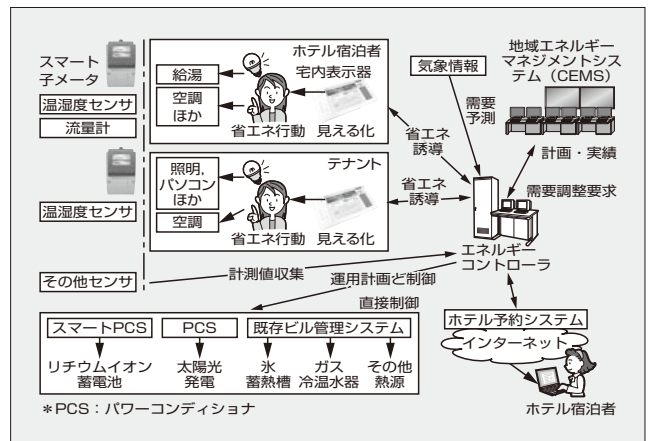 スマート
子メータ
温湿度センサ
流量計
温湿度センサ
その他センサ
ホテル宿泊者
宅内表示器
給湯
空調
ほか
省エネ行動
見える化
テナント
照明,
パソコン
ほか
空調
省エネ行動
見える化
気象情報
需要
予測
地域エネルギー
マネジメントシス
テム（CEMS）
省エネ
誘導
省エネ
誘導
計画・実績
需要調整要求
エネルギー
コントローラ
計測値収集
運用計画と制御
直接制御
スマートPCS
PCS
既存ビル管理システム
リチウムイオン
蓄電池
太陽光
発電
氷
蓄熱槽
ガス
冷温水器
その他
熱源
＊PCS：パワーコンディショナ
ホテル予約システム
インターネット
ホテル宿泊者